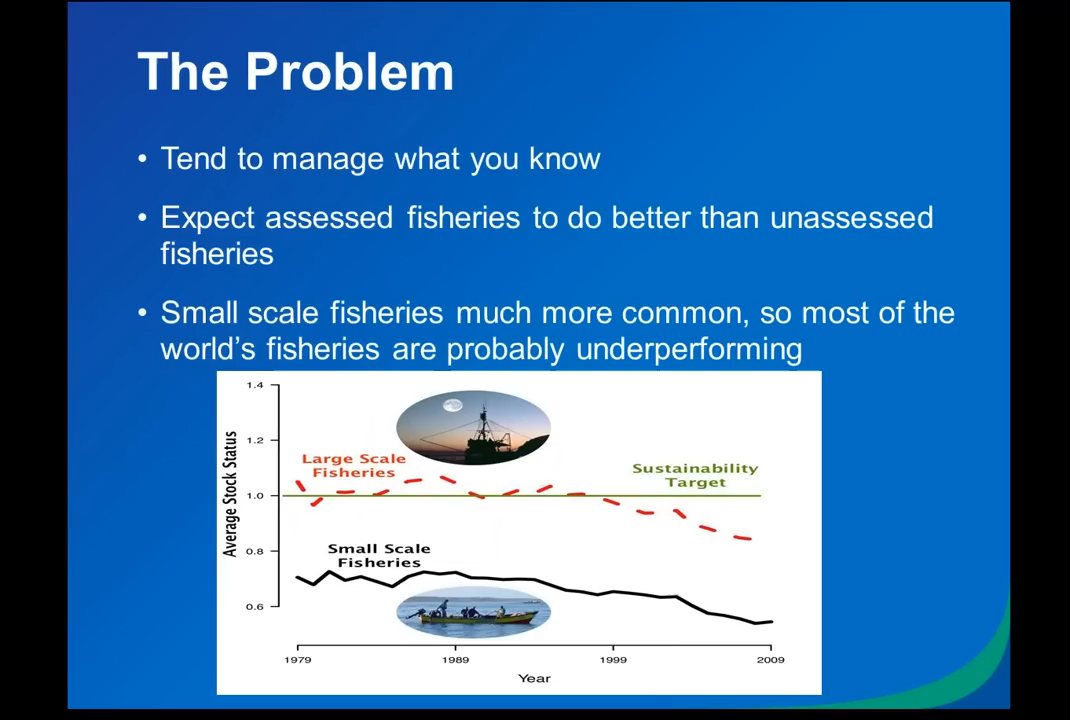 The Problem
• Tend to manage what you know
• Expect assessed fisheries to do better than unassessed
fisheries
• Small scale fisheries much more common, so most of the
world's fisheries are probably underperforming
1.4
1.2
1.0
0.8
0.6
Average Stock Status
Large Scale
Fisheries
Sustainability
Target
Small Scale
Fisheries
1979 1989 1999 2009
Year